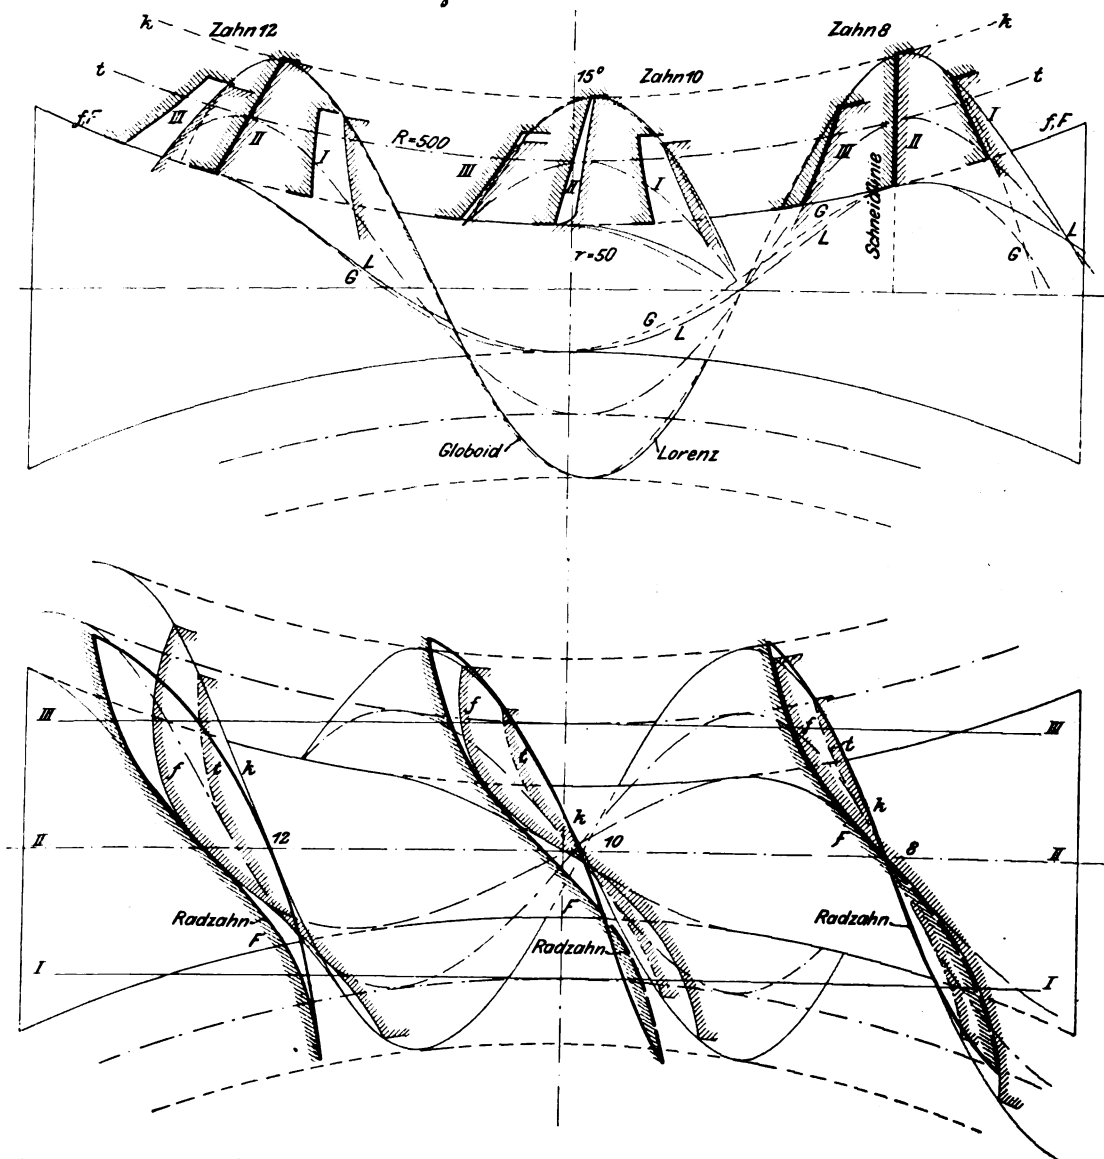 k Zahn 12 Zahn 8 k
t 15° Zahn 10 t
f,F III II I R=500 III II I III II I f,F
G L r=50 G L Schneidlinie G L
G L
Globoid Lorenz
III f t k f t f t III
k k
II 12 10 F 8 II
Radzahn F F Radzahn
Radzahn
I I